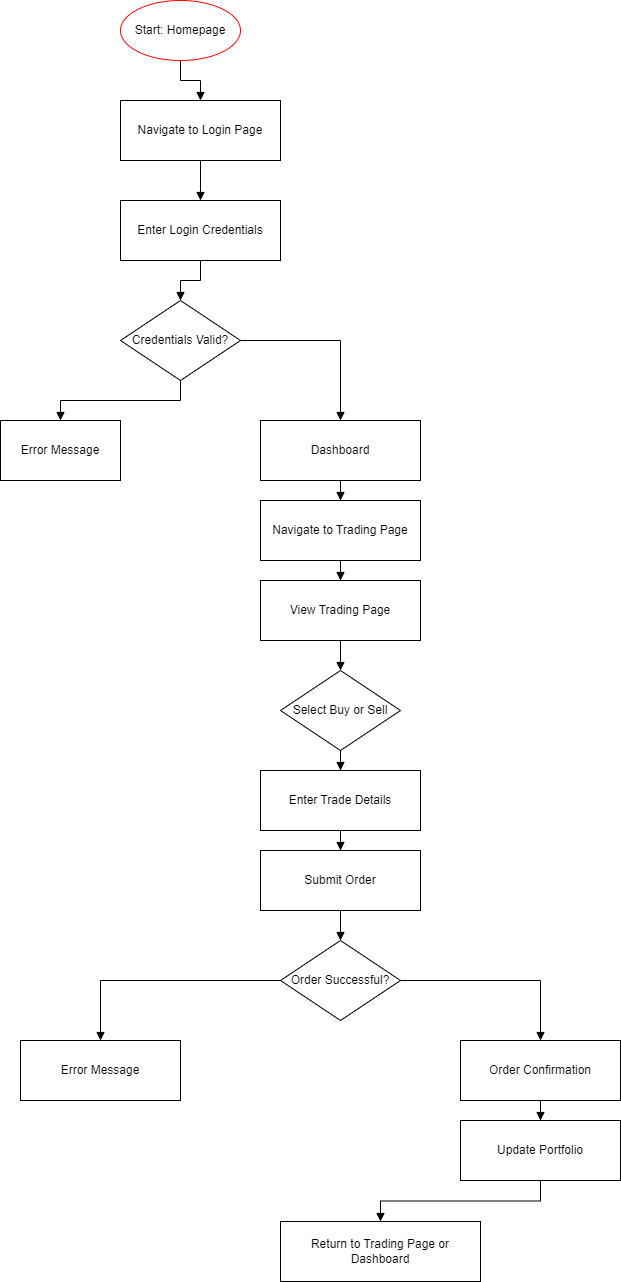 Start: Homepage
Navigate to Login Page
Enter Login Credentials
Credentials Valid?
Error Message
Dashboard
Navigate to Trading Page
View Trading Page
Select Buy or Sell
Enter Trade Details
Submit Order
Order Successful?
Error Message
Order Confirmation
Update Portfolio
Return to Trading Page or
Dashboard